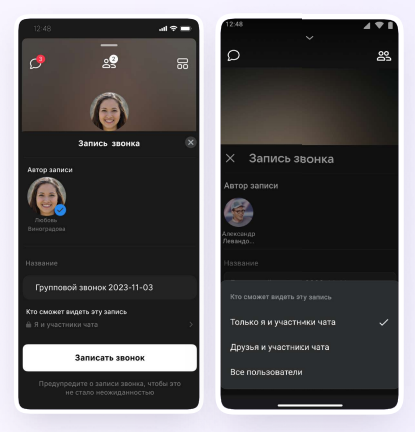 12:48
3
2
Запись звонка
Автор записи
Любовь
Виноградова
Название
Групповой звонок 2023-11-03
Кто сможет видеть эту запись
Я и участники чата
Записать звонок
Предупредите о записи звонка, чтобы это
не стало неожиданностью
12:48
Запись звонка
Автор записи
Александр
Левандо...
Название
Кто сможет видеть эту запись
Только я и участники чата
Друзья и участники чата
Все пользователи